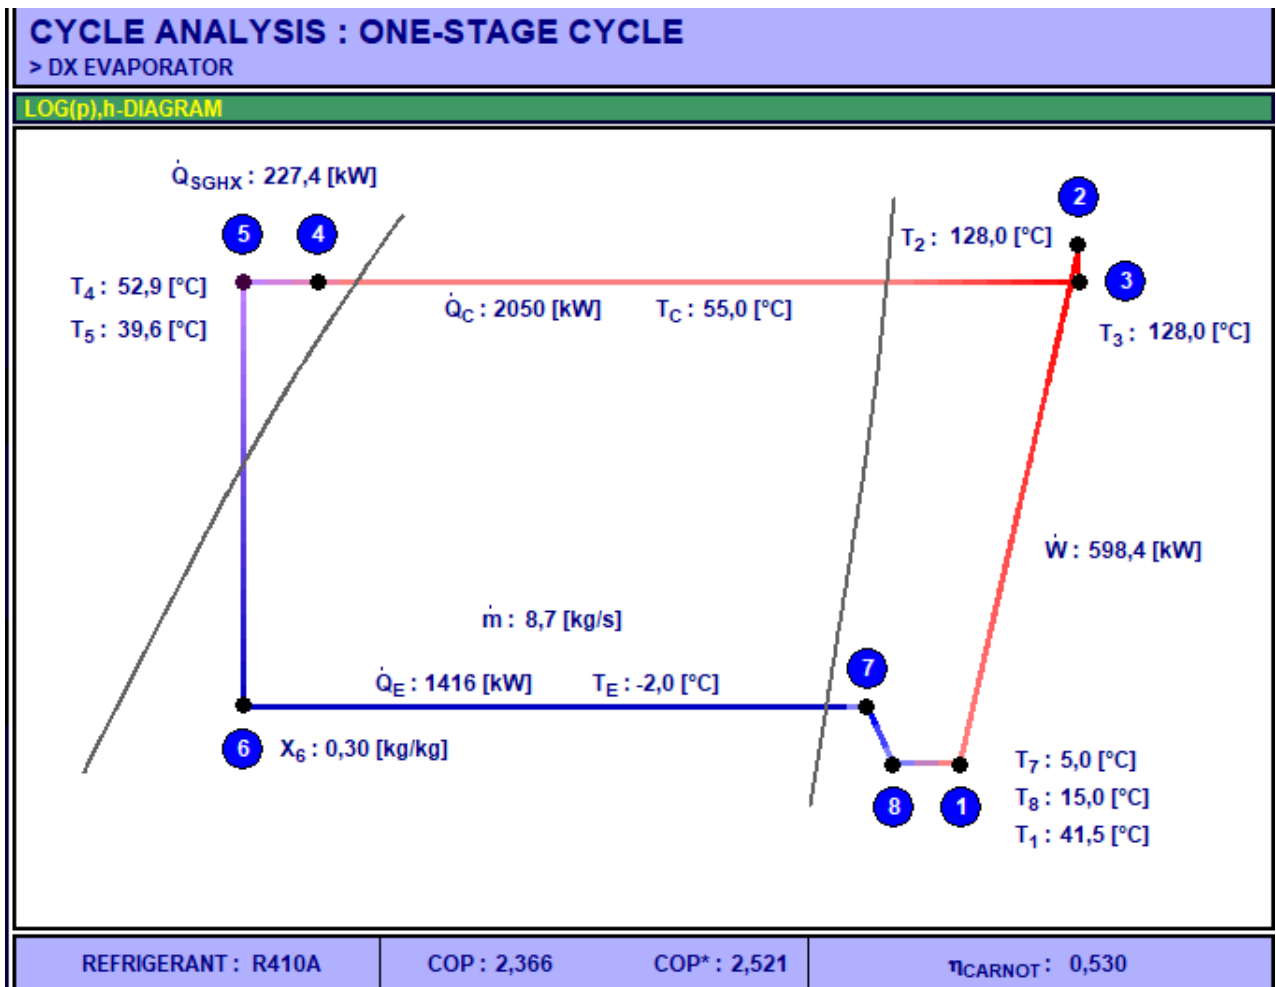 CYCLE ANALYSIS : ONE-STAGE CYCLE
> DX EVAPORATOR
LOG(p),h-DIAGRAM
Q̇SGHX : 227,4 [kW]
2
5 4
T2 : 128,0 [°C]
3
T4 : 52,9 [°C]
Q̇C : 2050 [kW] TC : 55,0 [°C]
T5 : 39,6 [°C]
T3 : 128,0 [°C]
Ẇ : 598,4 [kW]
ṁ : 8,7 [kg/s]
7
Q̇E : 1416 [kW] TE : -2,0 [°C]
6 X6 : 0,30 [kg/kg]
T7 : 5,0 [°C]
8 1
T8 : 15,0 [°C]
T1 : 41,5 [°C]
REFRIGERANT : R410A COP : 2,366 COP* : 2,521 ηCARNOT : 0,530